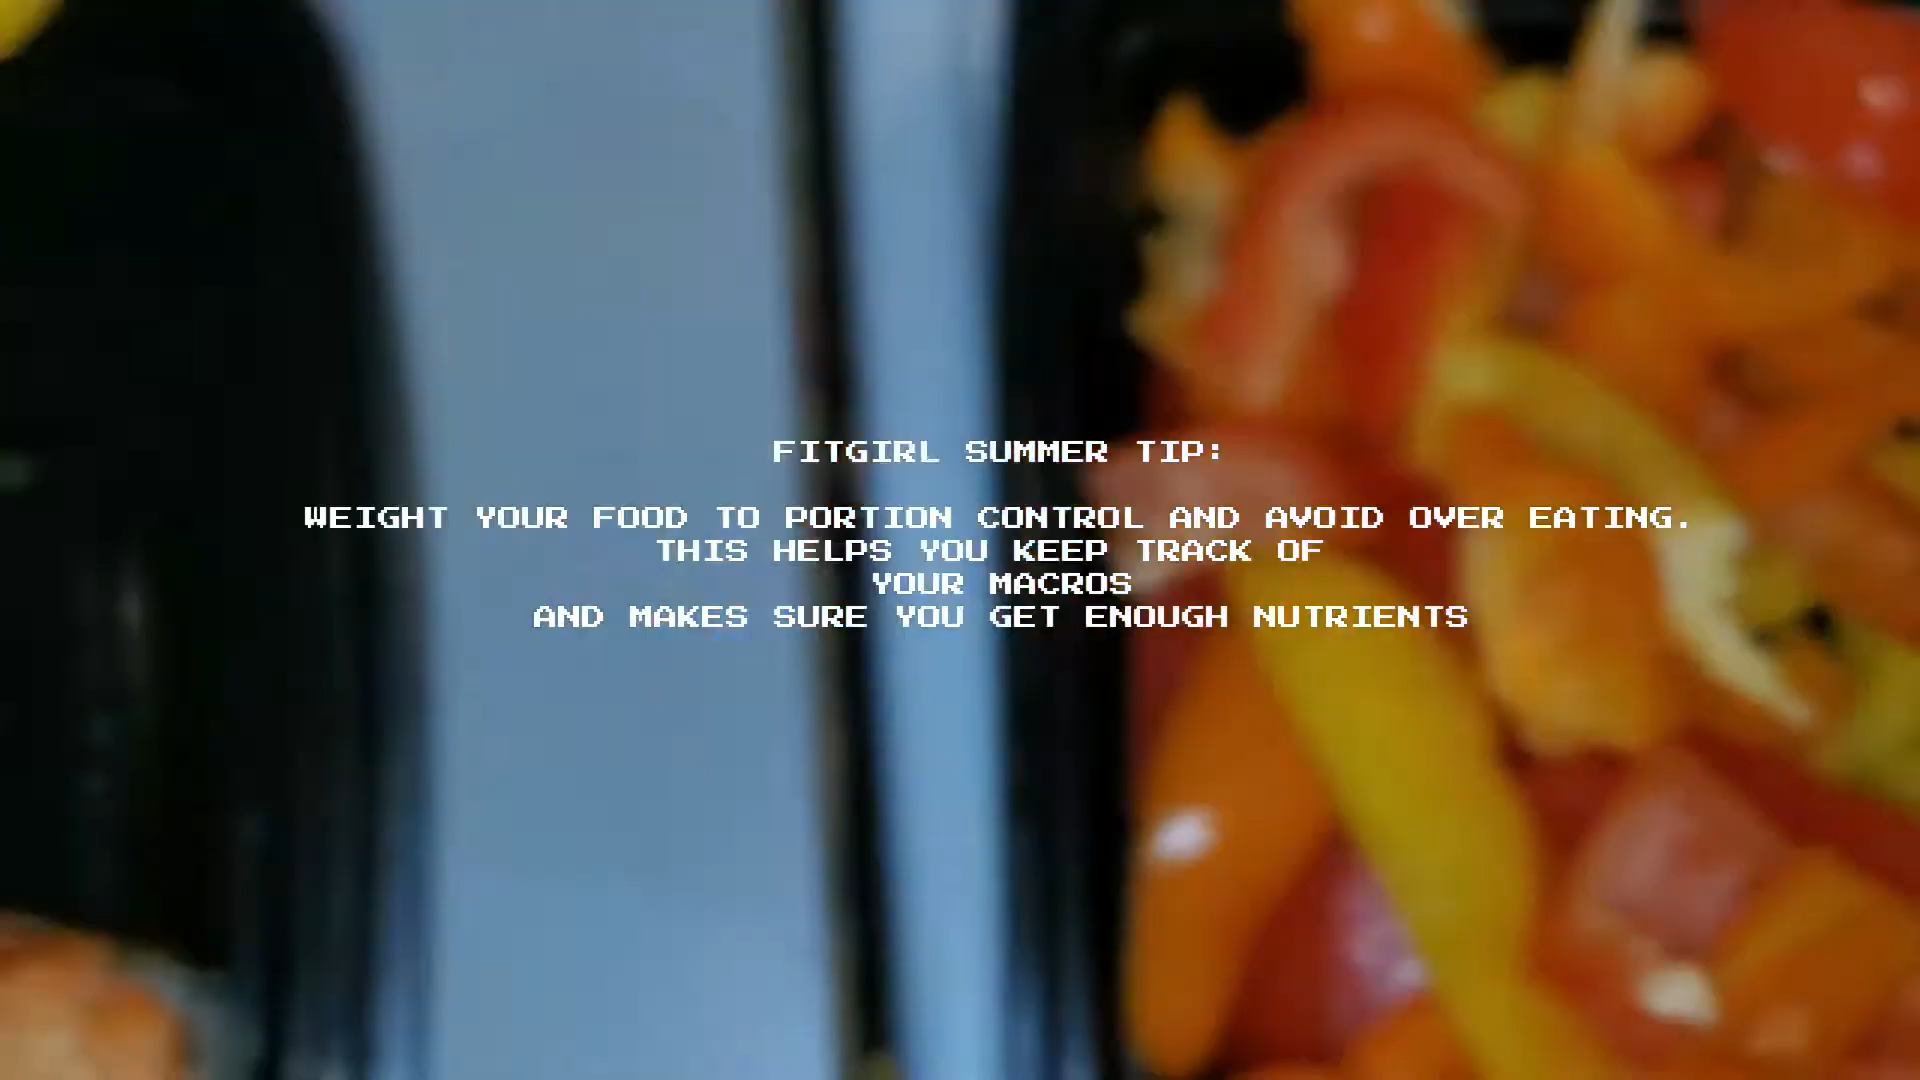 FITGIRL SUMMER TIP:
WEIGHT YOUR FOOD TO PORTION CONTROL AND AVOID OVER EATING.
THIS HELPS YOU KEEP TRACK OF
YOUR MACROS
AND MAKES SURE YOU GET ENOUGH NUTRIENTS